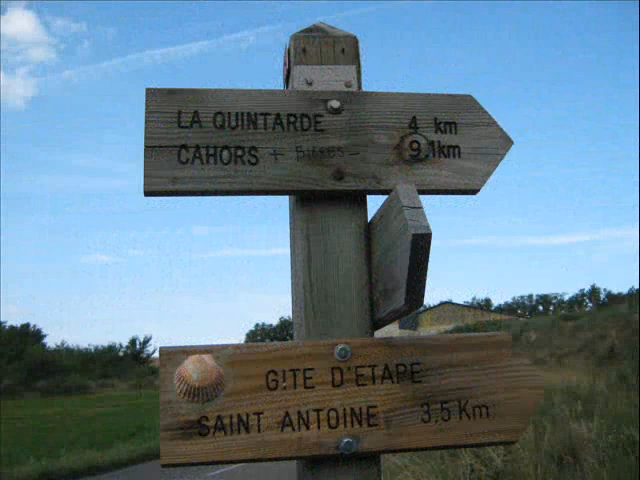 LA QUINTARDE 4 km
CAHORS 9,1km
GITE D'ETAPE
SAINT ANTOINE 3,5 Km